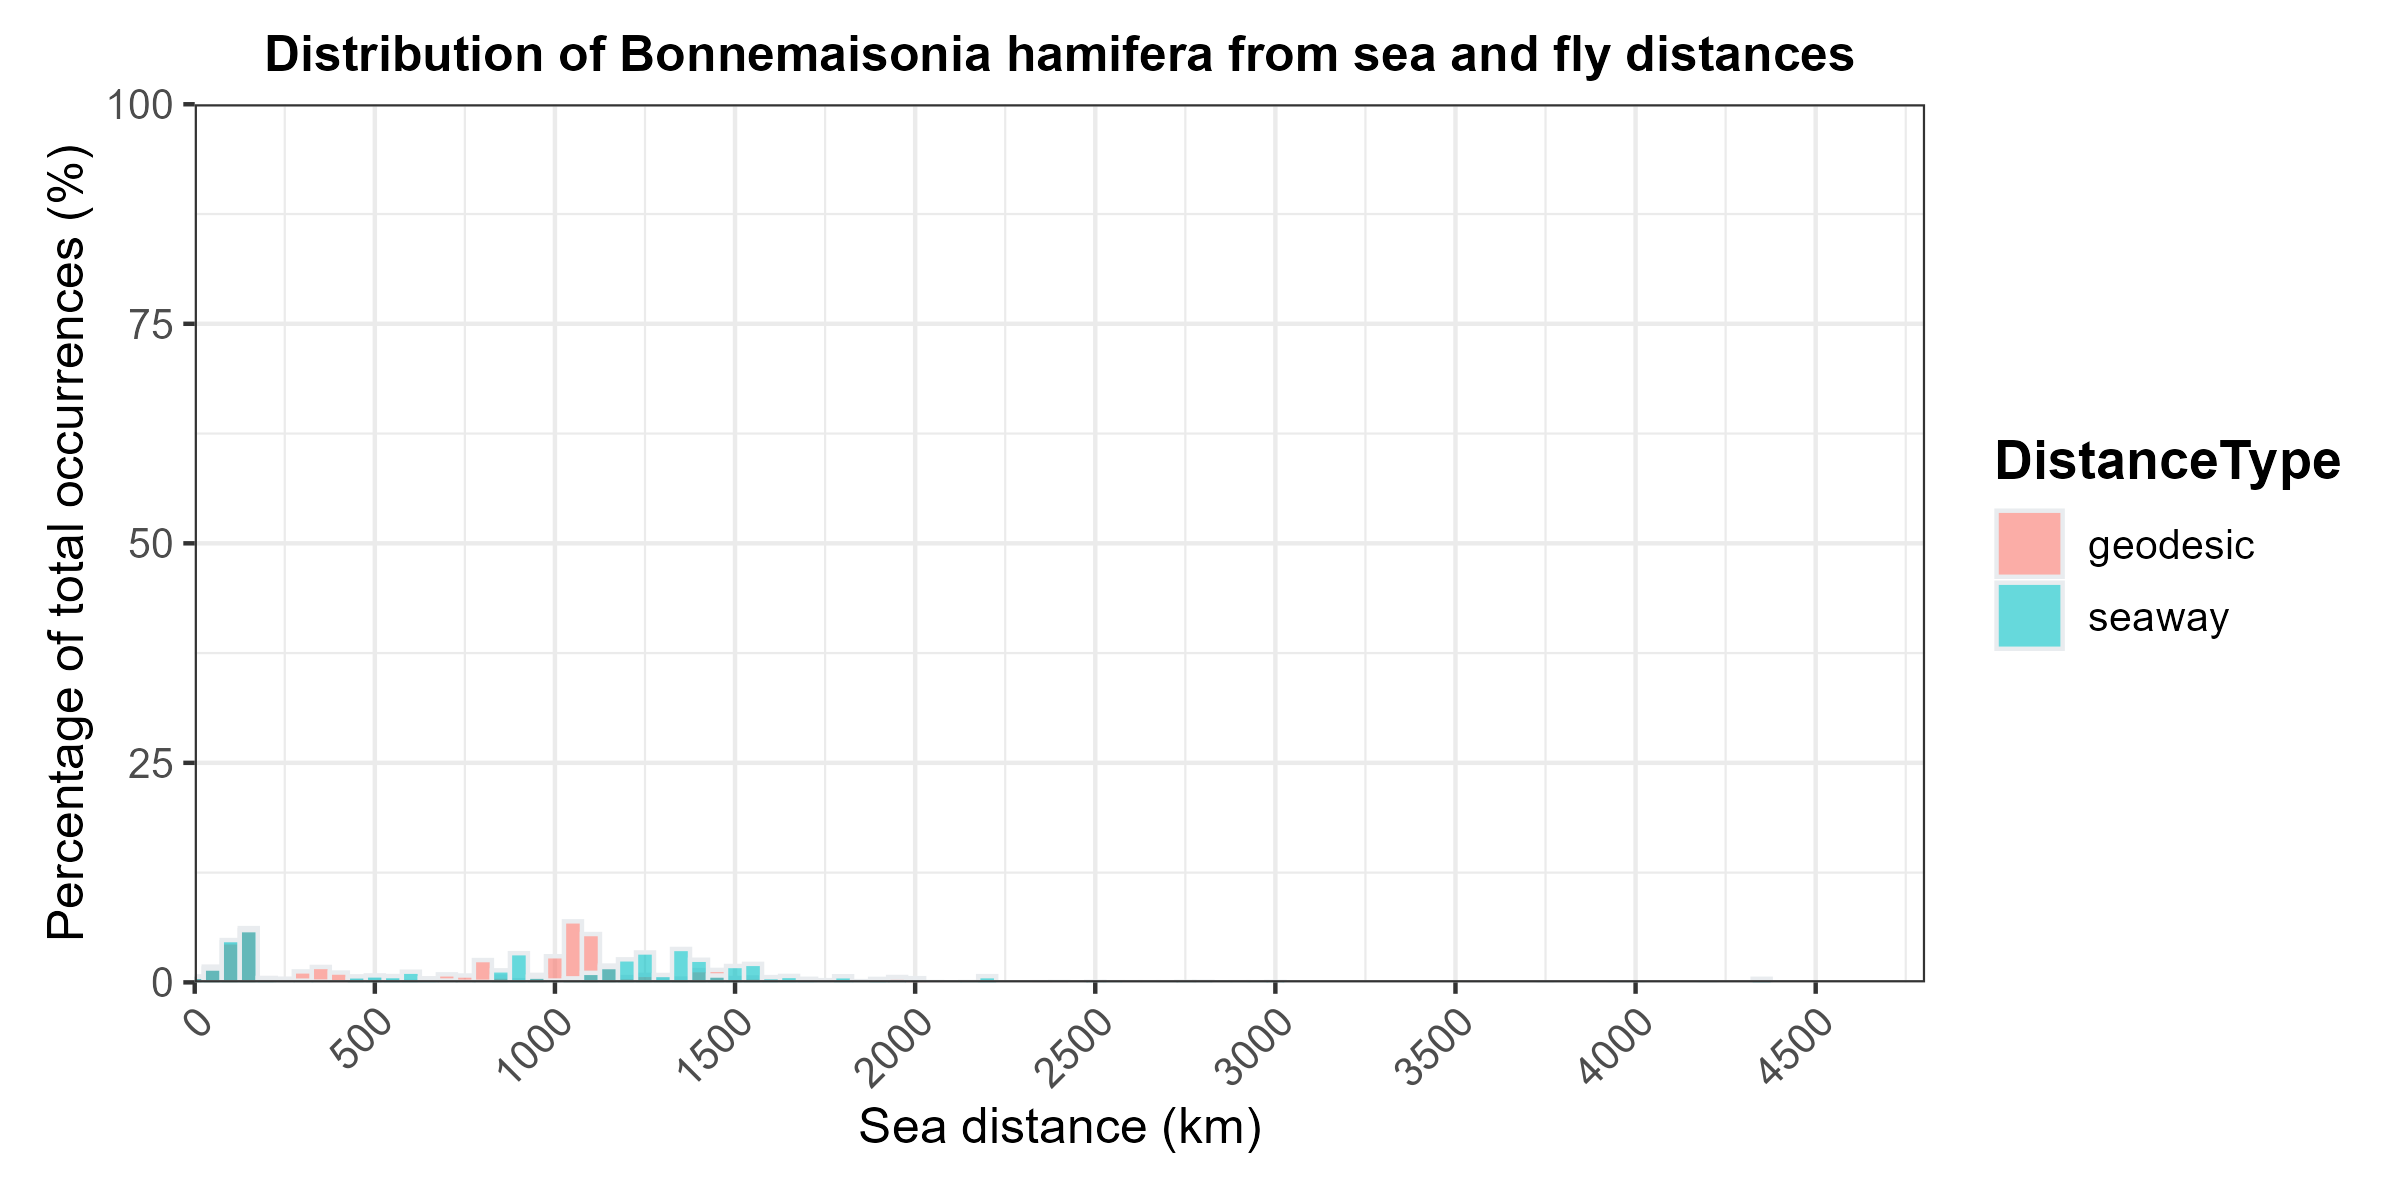 Distribution of Bonnemaisonia hamifera from sea and fly distances
Percentage of total occurrences (%)
100
75
50
25
0
0
500
1000
1500
2000
2500
3000
3500
4000
4500
Sea distance (km)
DistanceType
geodesic
seaway